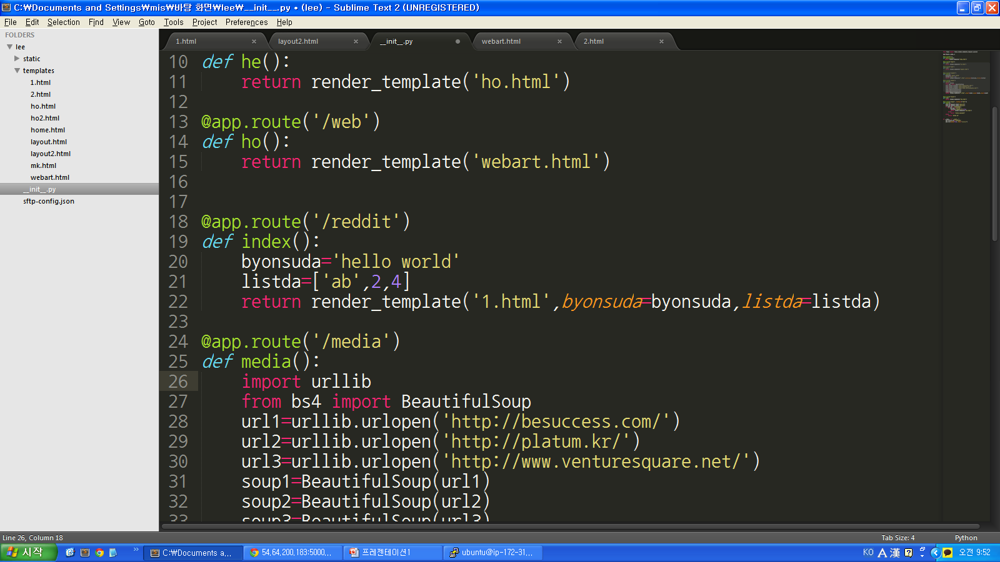 C:\Documents and Settings\mis\바탕 화면\lee\__init__.py • (lee) - Sublime Text 2 (UNREGISTERED)
File Edit Selection Find View Goto Tools Project Preferences Help
FOLDERS
lee
static
templates
1.html
2.html
ho.html
ho2.html
home.html
layout.html
layout2.html
mk.html
webart.html
__init__.py
sftp-config.json
1.html × layout2.html × __init__.py • webart.html × 2.html ×
10 def he():
11     return render_template('ho.html')
12
13 @app.route('/web')
14 def ho():
15     return render_template('webart.html')
16
17
18 @app.route('/reddit')
19 def index():
20     byonsuda='hello world'
21     listda=['ab',2,4]
22     return render_template('1.html',byonsuda=byonsuda,listda=listda)
23
24 @app.route('/media')
25 def media():
26     import urllib
27     from bs4 import BeautifulSoup
28     url1=urllib.urlopen('http://besuccess.com/')
29     url2=urllib.urlopen('http://platum.kr/')
30     url3=urllib.urlopen('http://www.venturesquare.net/')
31     soup1=BeautifulSoup(url1)
32     soup2=BeautifulSoup(url2)
33     soup3=BeautifulSoup(url3)
Line 26, Column 18 Tab Size: 4 Python
시작 » C:\Documents a... 54,64,200,183:5000... 프레젠테이션1 ubuntu@ip-172-31... KO A 漢 ? 오전 9:52